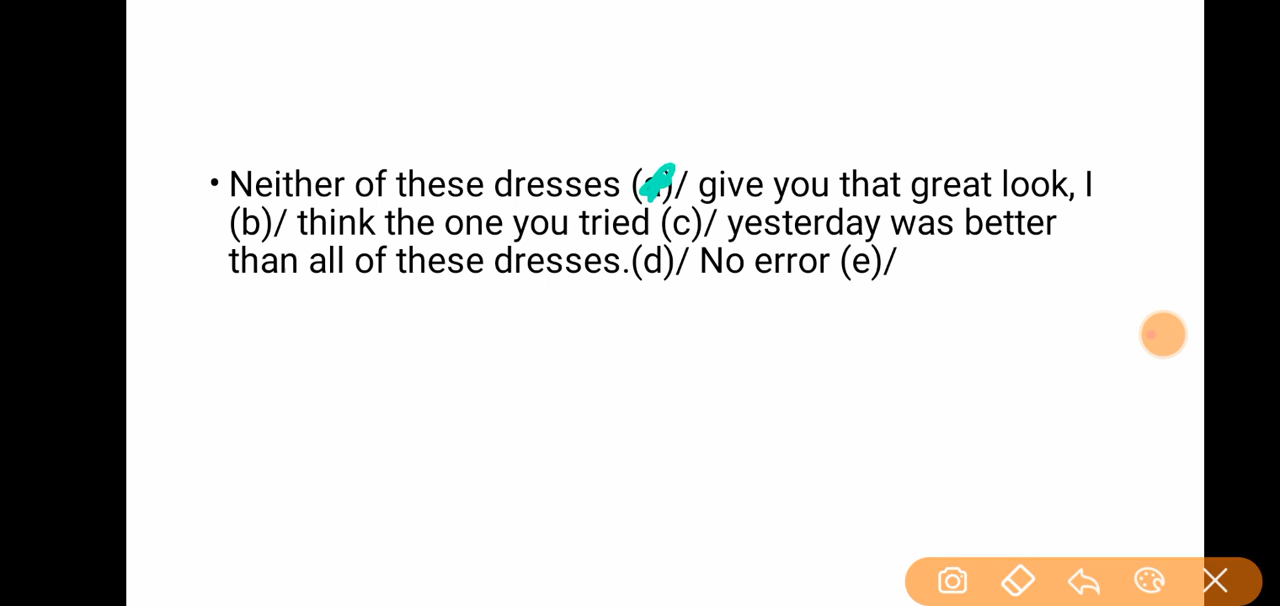 • Neither of these dresses (a)/ give you that great look, I
(b)/ think the one you tried (c)/ yesterday was better
than all of these dresses.(d)/ No error (e)/